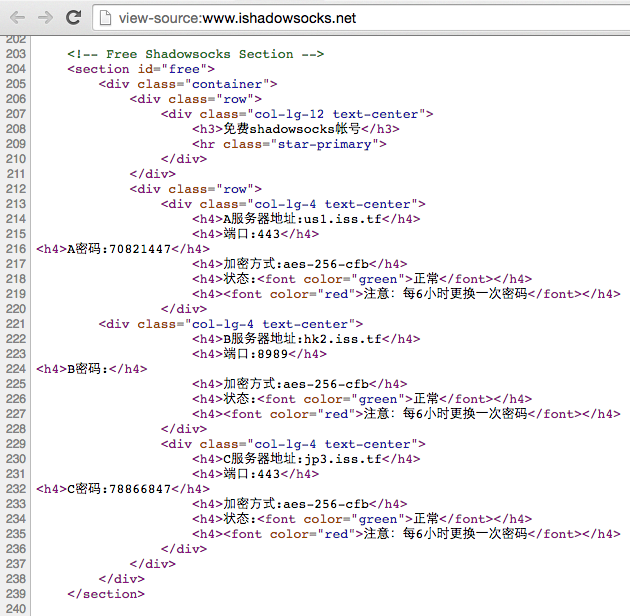 view-source:www.ishadowsocks.net
202
203 <!-- Free Shadowsocks Section -->
204 <section id="free">
205 <div class="container">
206 <div class="row">
207 <div class="col-lg-12 text-center">
208 <h3>免费shadowsocks帐号</h3>
209 <hr class="star-primary">
210 </div>
211 </div>
212 <div class="row">
213 <div class="col-lg-4 text-center">
214 <h4>A服务器地址:us1.iss.tf</h4>
215 <h4>端口:443</h4>
216 <h4>A密码:70821447</h4>
217 <h4>加密方式:aes-256-cfb</h4>
218 <h4>状态:<font color="green">正常</font></h4>
219 <h4><font color="red">注意：每6小时更换一次密码</font></h4>
220 </div>
221 <div class="col-lg-4 text-center">
222 <h4>B服务器地址:hk2.iss.tf</h4>
223 <h4>端口:8989</h4>
224 <h4>B密码:</h4>
225 <h4>加密方式:aes-256-cfb</h4>
226 <h4>状态:<font color="green">正常</font></h4>
227 <h4><font color="red">注意：每6小时更换一次密码</font></h4>
228 </div>
229 <div class="col-lg-4 text-center">
230 <h4>C服务器地址:jp3.iss.tf</h4>
231 <h4>端口:443</h4>
232 <h4>C密码:78866847</h4>
233 <h4>加密方式:aes-256-cfb</h4>
234 <h4>状态:<font color="green">正常</font></h4>
235 <h4><font color="red">注意：每6小时更换一次密码</font></h4>
236 </div>
237 </div>
238 </div>
239 </section>
240